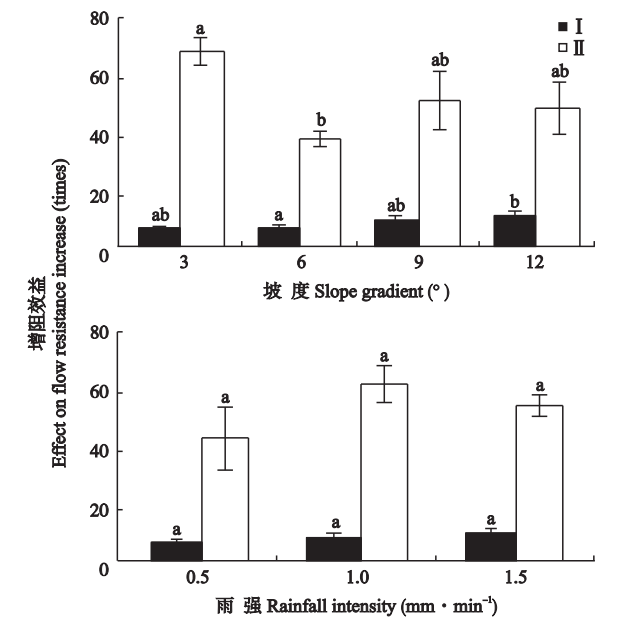 80
60
40
20
0
a
b
ab
ab
ab
a
ab
b
Ⅰ
Ⅱ
3 6 9 12
坡 度 Slope gradient (° )
增阻效益
Effect on flow resistance increase (times)
80
60
40
20
0
a
a
a
a
a
a
0.5 1.0 1.5
雨 强 Rainfall intensity (mm·min⁻¹)